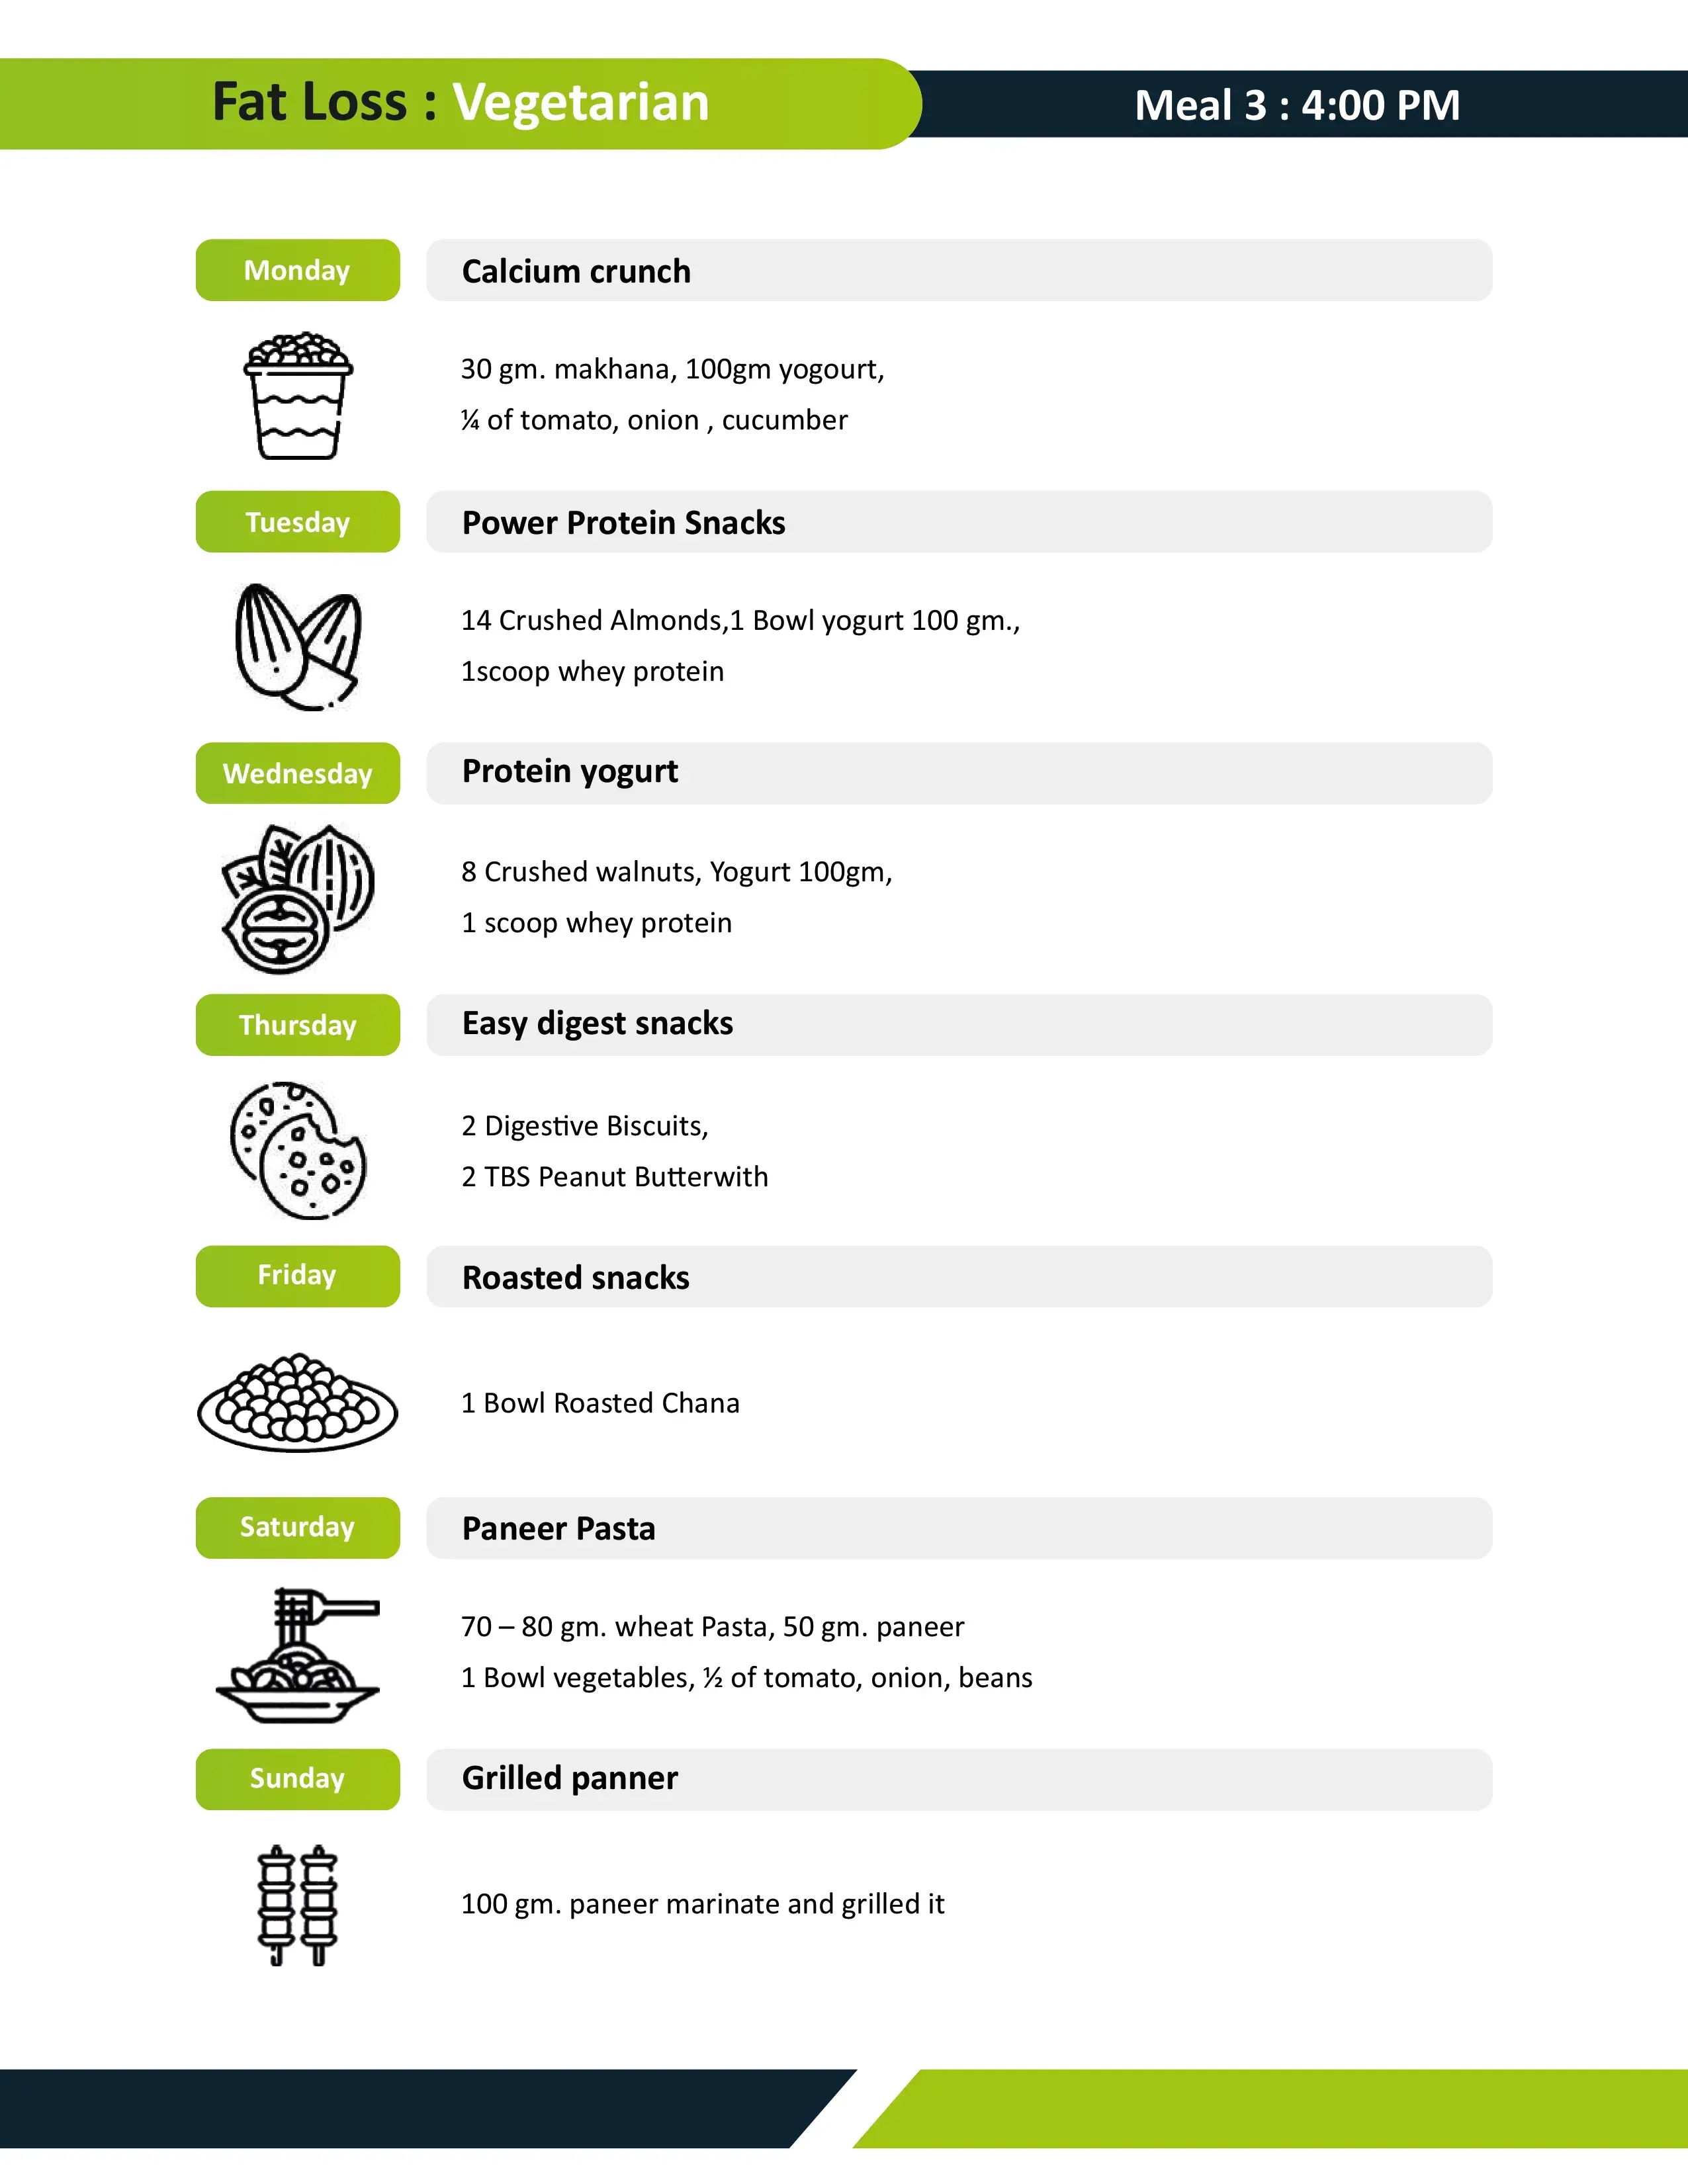 Fat Loss : Vegetarian
Meal 3 : 4:00 PM
Monday
Calcium crunch
30 gm. makhana, 100gm yogourt,
¼ of tomato, onion , cucumber
Tuesday
Power Protein Snacks
14 Crushed Almonds,1 Bowl yogurt 100 gm.,
1scoop whey protein
Wednesday
Protein yogurt
8 Crushed walnuts, Yogurt 100gm,
1 scoop whey protein
Thursday
Easy digest snacks
2 Digestive Biscuits,
2 TBS Peanut Butterwith
Friday
Roasted snacks
1 Bowl Roasted Chana
Saturday
Paneer Pasta
70 – 80 gm. wheat Pasta, 50 gm. paneer
1 Bowl vegetables, ½ of tomato, onion, beans
Sunday
Grilled panner
100 gm. paneer marinate and grilled it